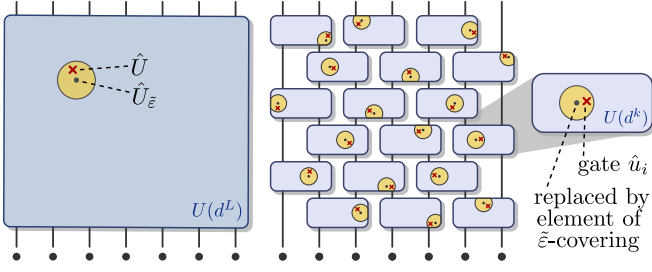 Û
Û_ε̃
U(d^L)
U(d^k)
gate û_i
replaced by
element of
ε̃-covering